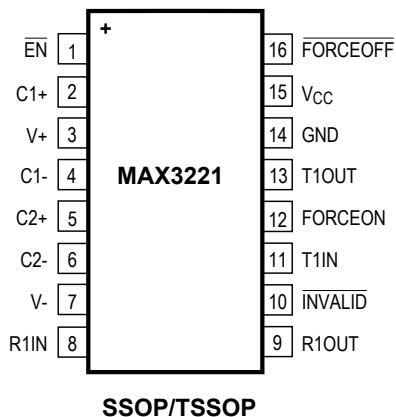 +
EN 1 16 FORCEOFF
C1+ 2 15 VCC
V+ 3 14 GND
C1- 4 MAX3221 13 T1OUT
C2+ 5 12 FORCEON
C2- 6 11 T1IN
V- 7 10 INVALID
R1IN 8 9 R1OUT
SSOP/TSSOP